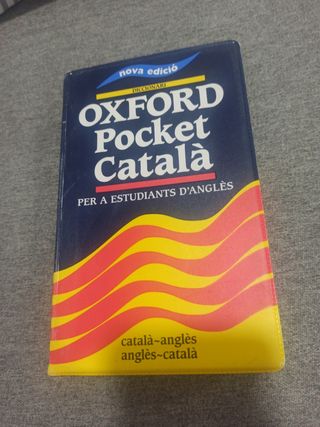 nova edició
DICCIONARI
OXFORD
Pocket
Català
PER A ESTUDIANTS D'ANGLÈS
català~anglès
anglès~català